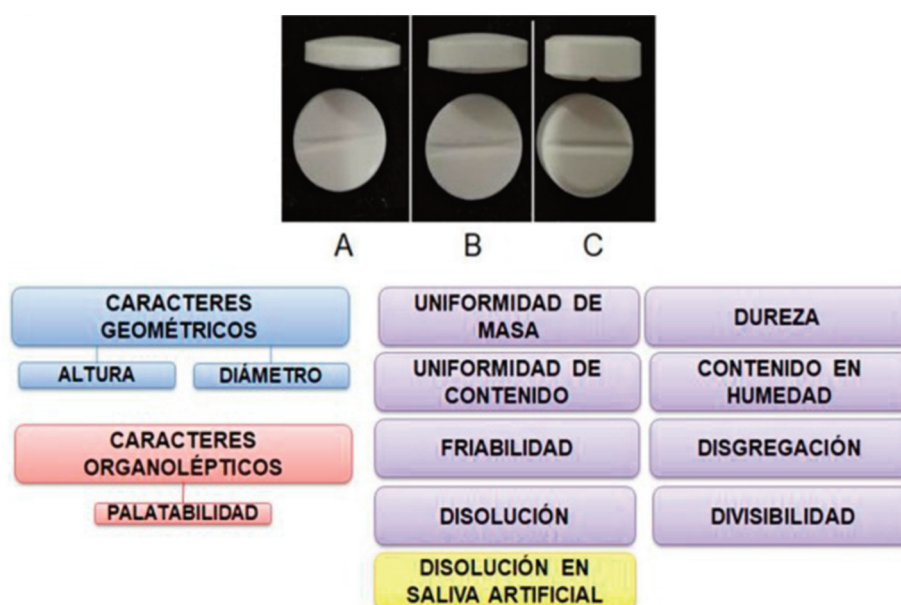 A B C
CARACTERES
GEOMÉTRICOS
ALTURA
DIÁMETRO
CARACTERES
ORGANOLÉPTICOS
PALATABILIDAD
UNIFORMIDAD DE
MASA
DUREZA
UNIFORMIDAD DE
CONTENIDO
CONTENIDO EN
HUMEDAD
FRIABILIDAD
DISGREGACIÓN
DISOLUCIÓN
DIVISIBILIDAD
DISOLUCIÓN EN
SALIVA ARTIFICIAL